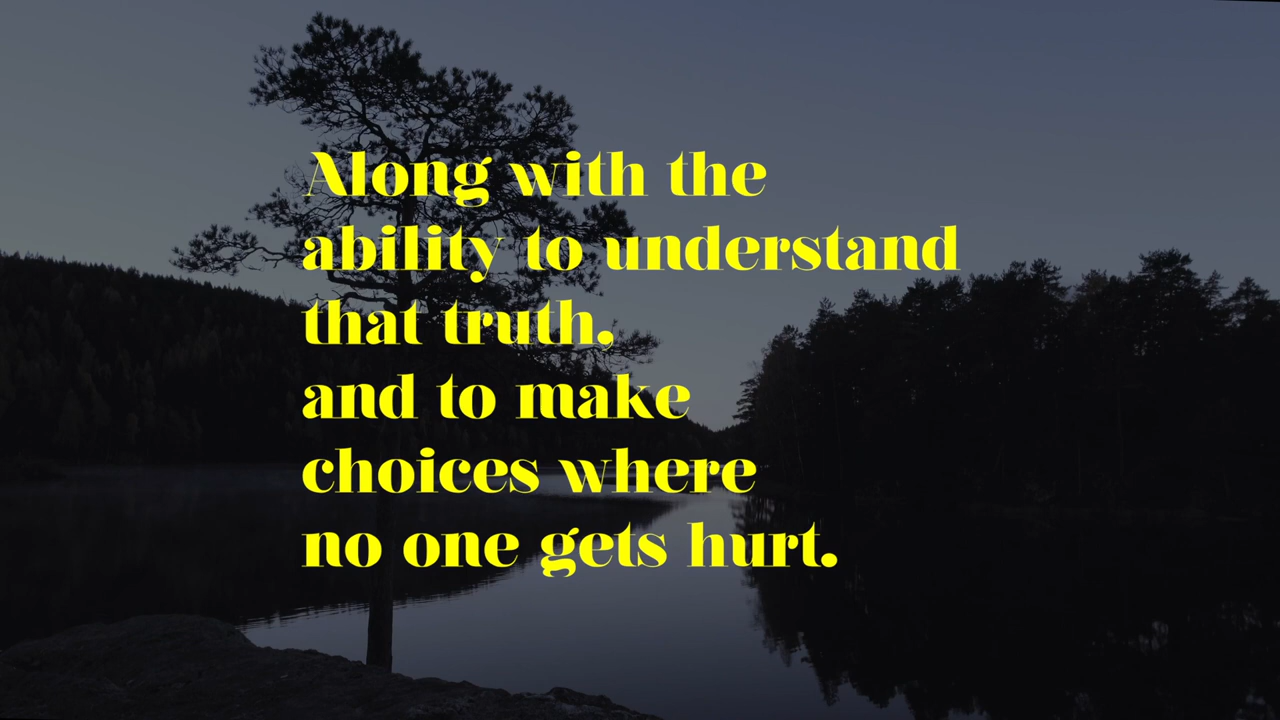 Along with the
ability to understand
that truth,
and to make
choices where
no one gets hurt.